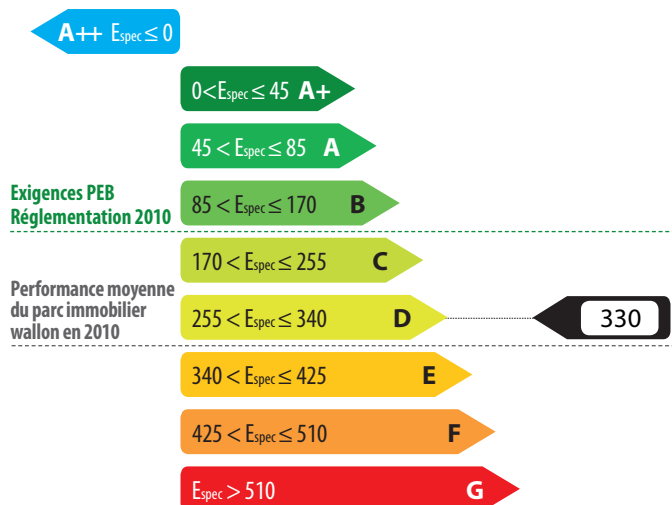 A++ Espec ≤ 0
0<Espec ≤ 45 A+
45 < Espec ≤ 85 A
Exigences PEB
Réglementation 2010
85 < Espec ≤ 170 B
170 < Espec ≤ 255 C
Performance moyenne
du parc immobilier
wallon en 2010
255 < Espec ≤ 340 D
330
340 < Espec ≤ 425 E
425 < Espec ≤ 510 F
Espec > 510 G